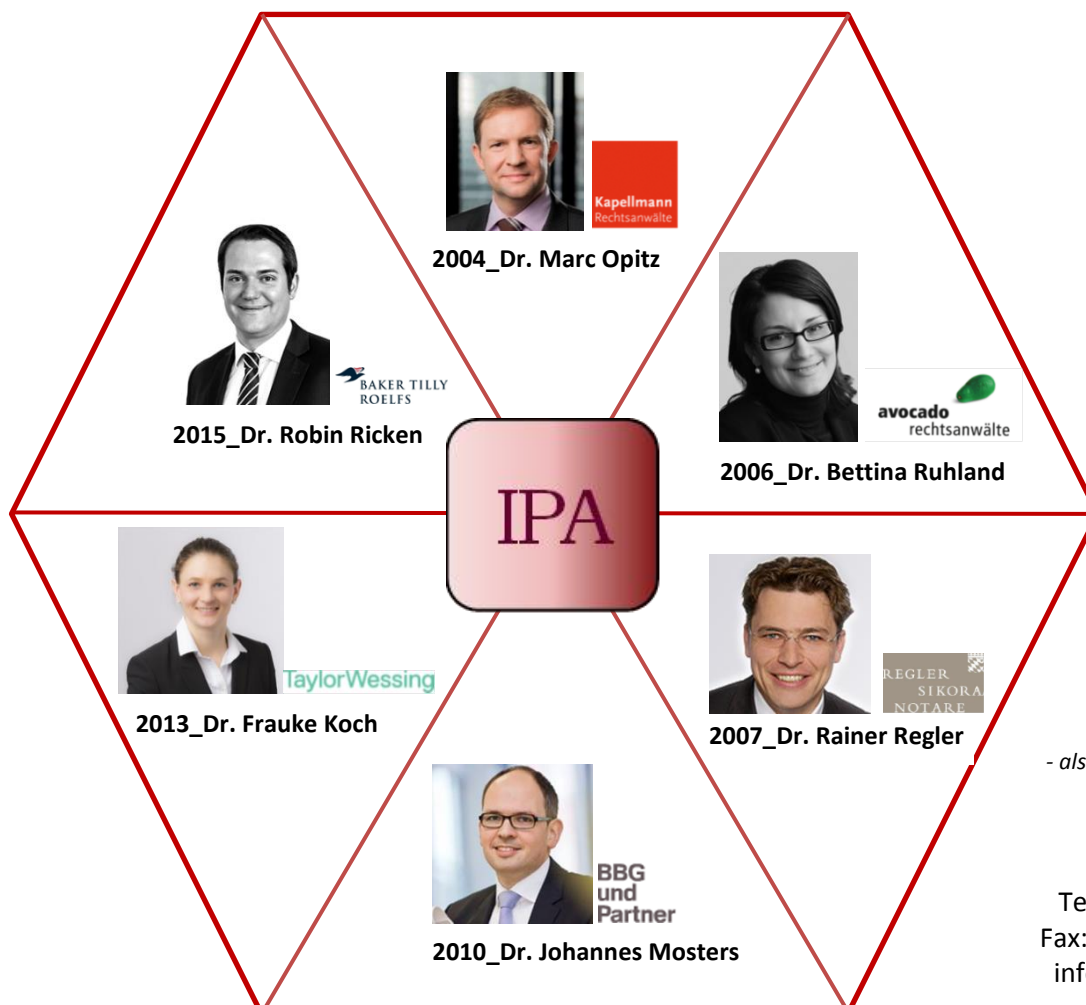 Kapellmann
Rechtsanwälte
2004_Dr. Marc Opitz
BAKER TILLY
ROELFS
2015_Dr. Robin Ricken
avocado
rechtsanwälte
2006_Dr. Bettina Ruhland
IPA
TaylorWessing
2013_Dr. Frauke Koch
REGLER
SIKORA
NOTARE
2007_Dr. Rainer Regler
- als
BBG
und
Partner
2010_Dr. Johannes Mosters
Te
Fax:
inf